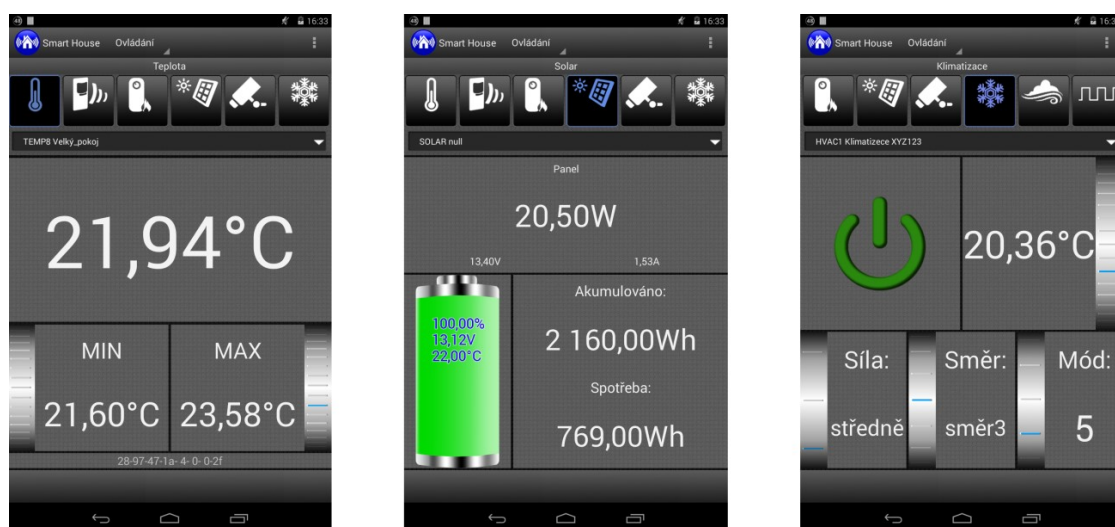 16:33
Smart House Ovládání
Teplota
TEMP8 Velký_pokoj
21,94°C
MIN MAX
21,60°C 23,58°C
28-97-47-1a- 4- 0- 0-2f
16:33
Smart House Ovládání
Solar
SOLAR null
Panel
20,50W
13,40V 1,53A
100,00%
13,12V
22,00°C
Akumulováno:
2 160,00Wh
Spotřeba:
769,00Wh
Smart House Ovládání
Klimatizace
HVAC1 Klimatizece XYZ123
20,36°C
Síla: Směr: Mód:
středně směr3 5